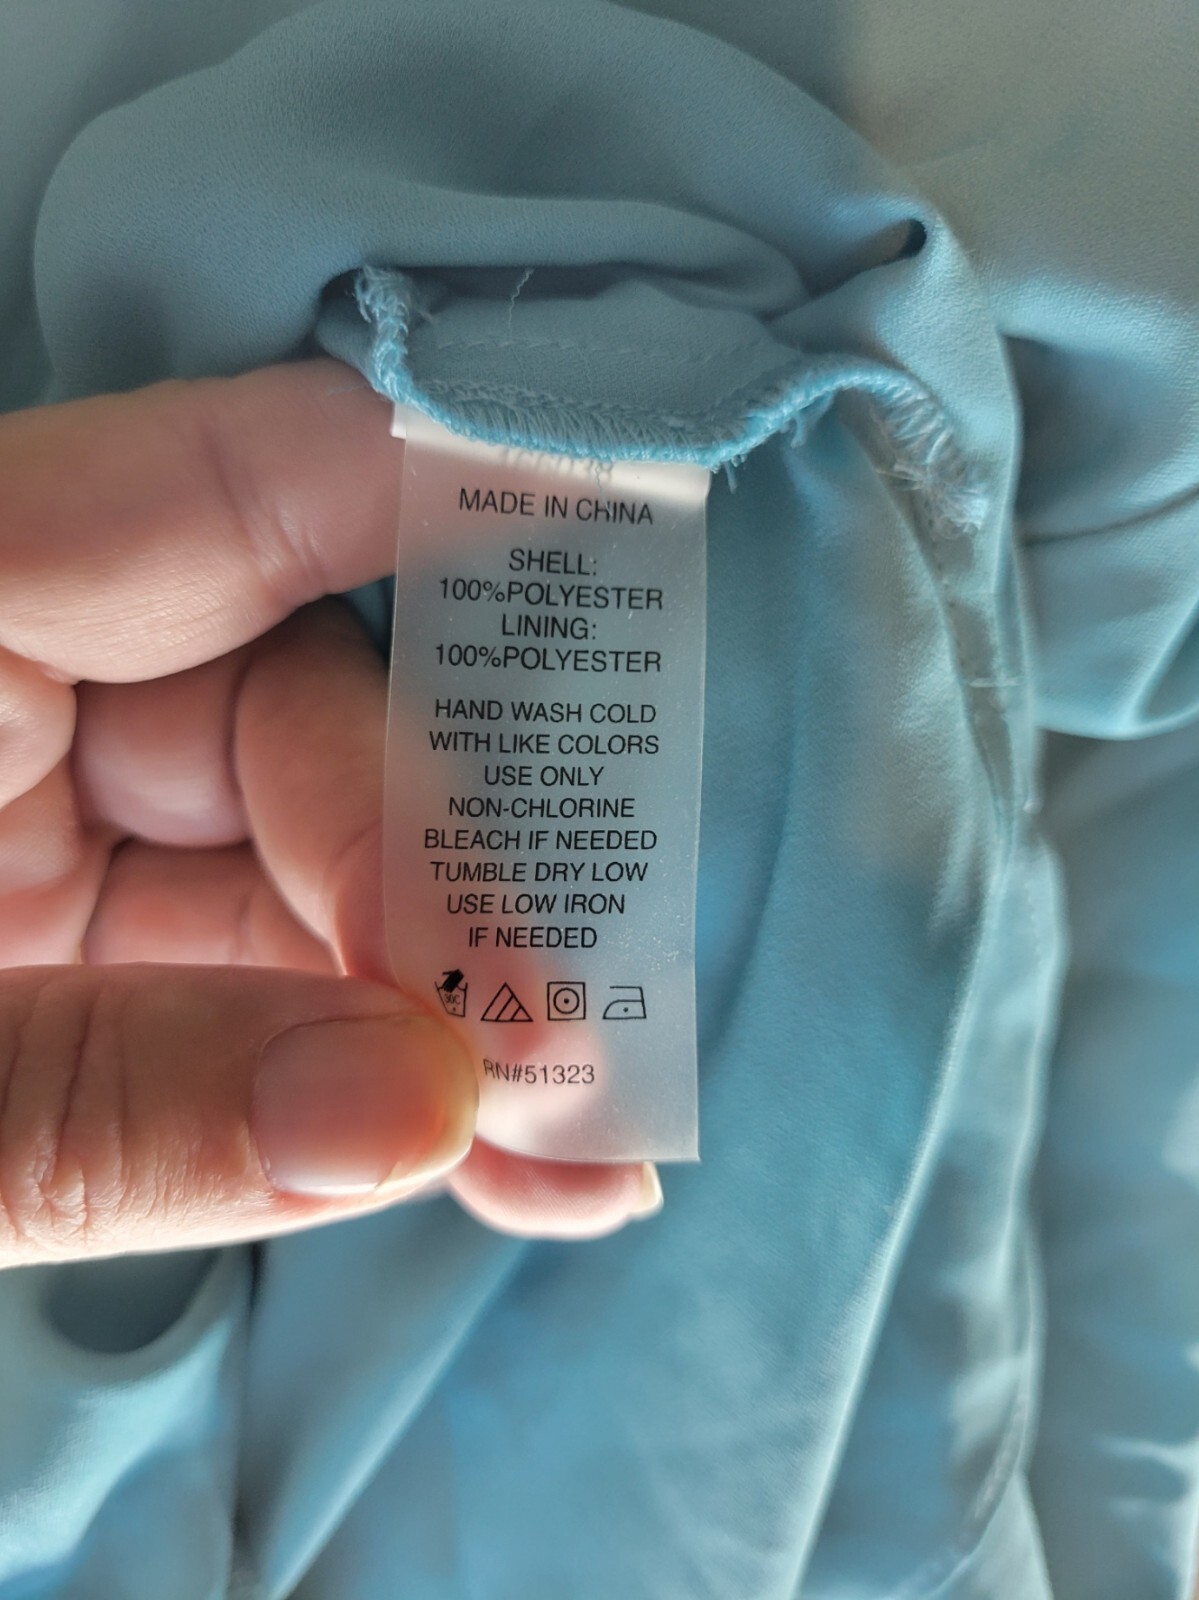 MADE IN CHINA
SHELL:
100%POLYESTER
LINING:
100%POLYESTER
HAND WASH COLD
WITH LIKE COLORS
USE ONLY
NON-CHLORINE
BLEACH IF NEEDED
TUMBLE DRY LOW
USE LOW IRON
IF NEEDED
30C
RN#51323